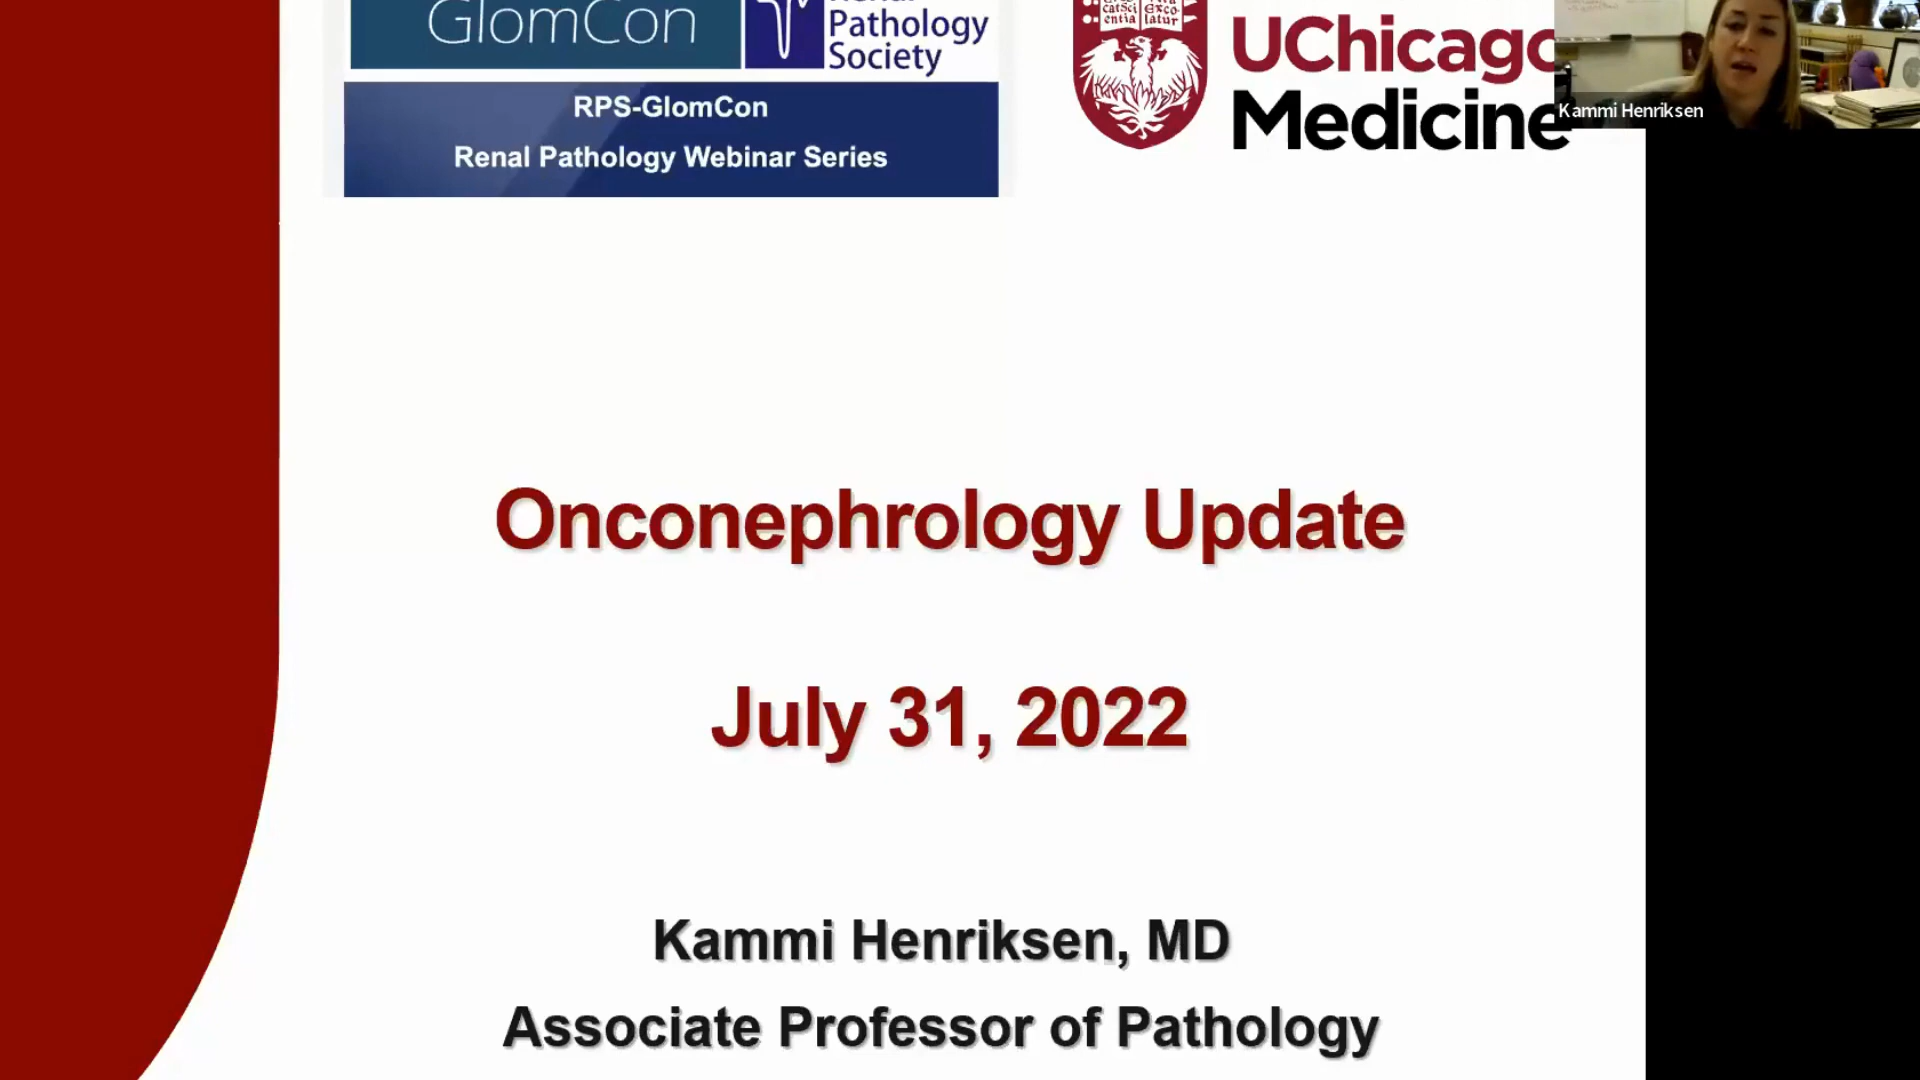 GlomCon
Pathology
Society
RPS-GlomCon
Renal Pathology Webinar Series
UChicago
Medicine
Kammi Henriksen
Onconephrology Update
July 31, 2022
Kammi Henriksen, MD
Associate Professor of Pathology